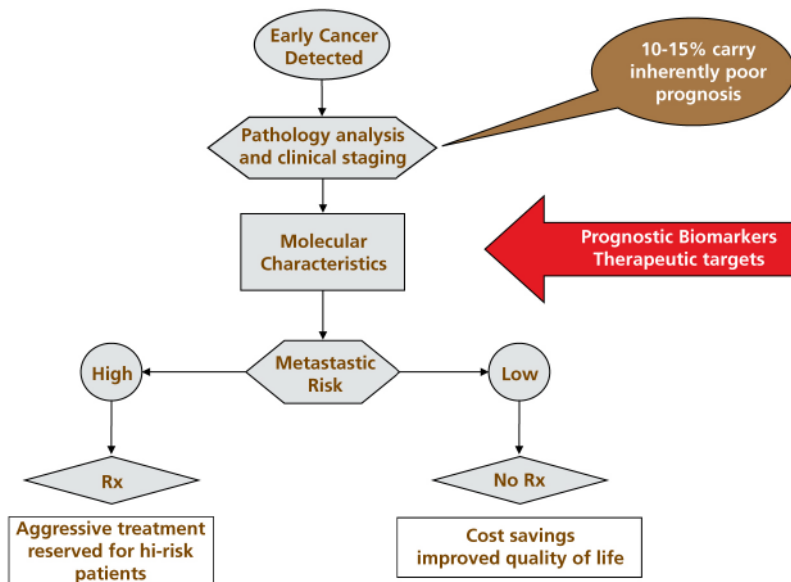 Early Cancer
Detected
10-15% carry
inherently poor
prognosis
Pathology analysis
and clinical staging
Molecular
Characteristics
Prognostic Biomarkers
Therapeutic targets
High
Metastastic
Risk
Low
Rx
No Rx
Aggressive treatment
reserved for hi-risk
patients
Cost savings
improved quality of life